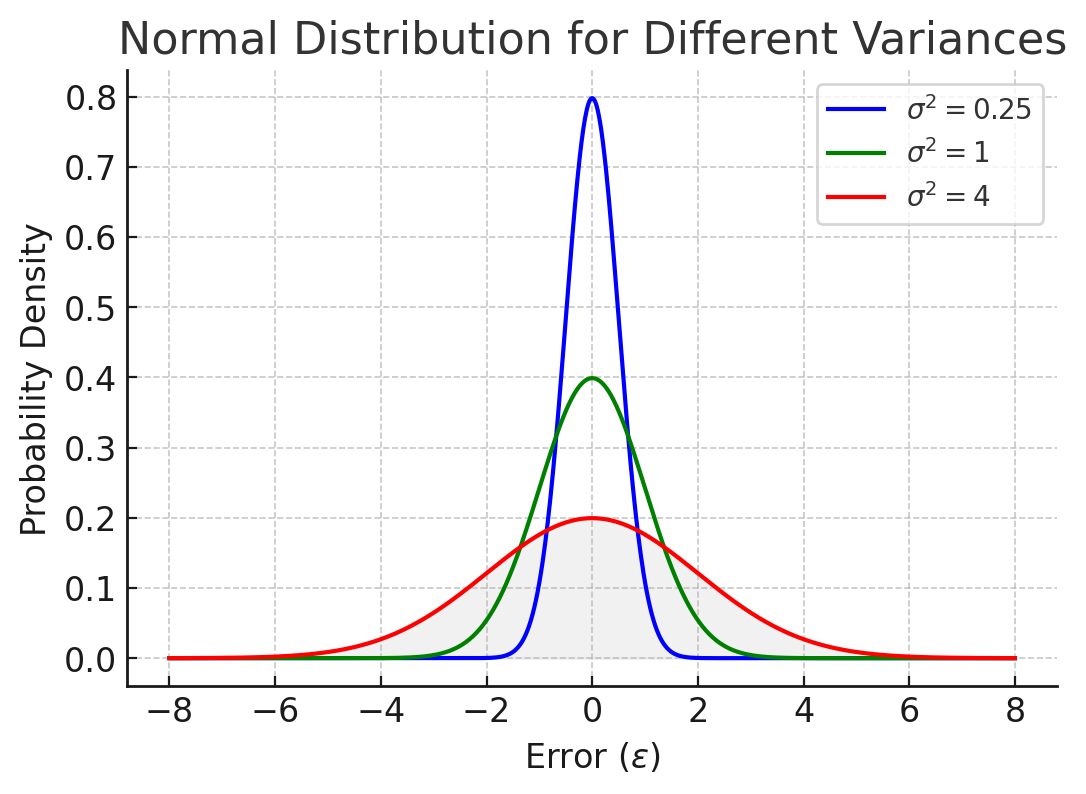 Normal Distribution for Different Variances
σ² = 0.25
σ² = 1
σ² = 4
Probability Density
0.8
0.7
0.6
0.5
0.4
0.3
0.2
0.1
0.0
−8 −6 −4 −2 0 2 4 6 8
Error (ε)